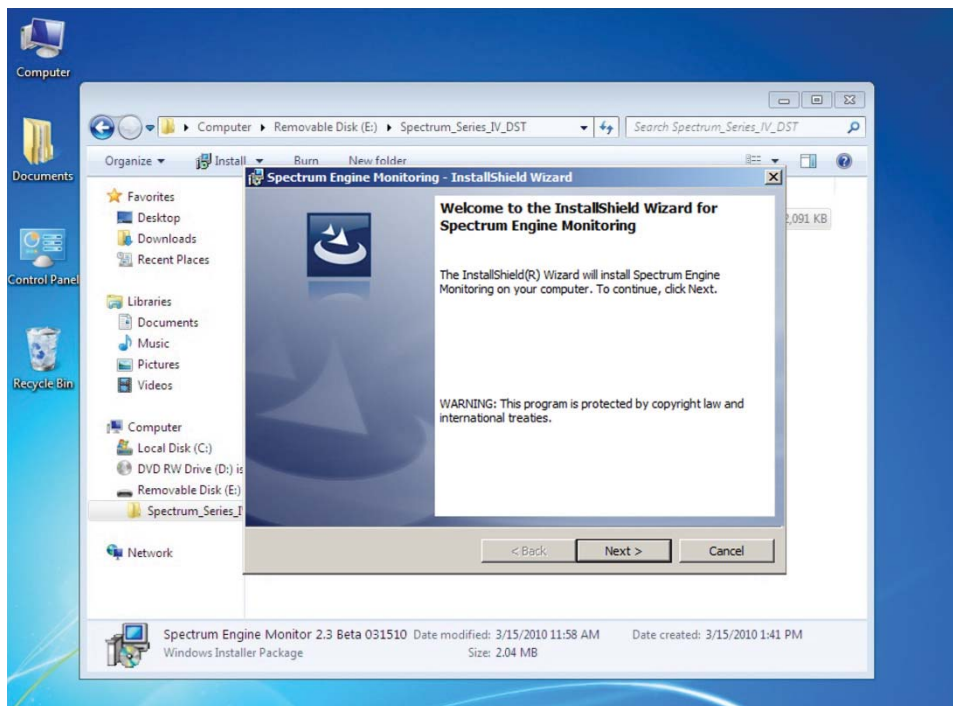 Computer
Documents
Control Panel
Recycle Bin
Computer Removable Disk (E:) Spectrum_Series_IV_DST
Search Spectrum_Series_IV_DST
Organize Install Burn New folder
Favorites
Desktop
Downloads
Recent Places
Libraries
Documents
Music
Pictures
Videos
Computer
Local Disk (C:)
DVD RW Drive (D:) is
Removable Disk (E:)
Spectrum_Series_I
Network
Spectrum Engine Monitoring - InstallShield Wizard
Welcome to the InstallShield Wizard for
Spectrum Engine Monitoring
The InstallShield(R) Wizard will install Spectrum Engine
Monitoring on your computer. To continue, click Next.
WARNING: This program is protected by copyright law and
international treaties.
< Back Next > Cancel
2,091 KB
Spectrum Engine Monitor 2.3 Beta 031510 Date modified: 3/15/2010 11:58 AM Date created: 3/15/2010 1:41 PM
Windows Installer Package Size: 2.04 MB